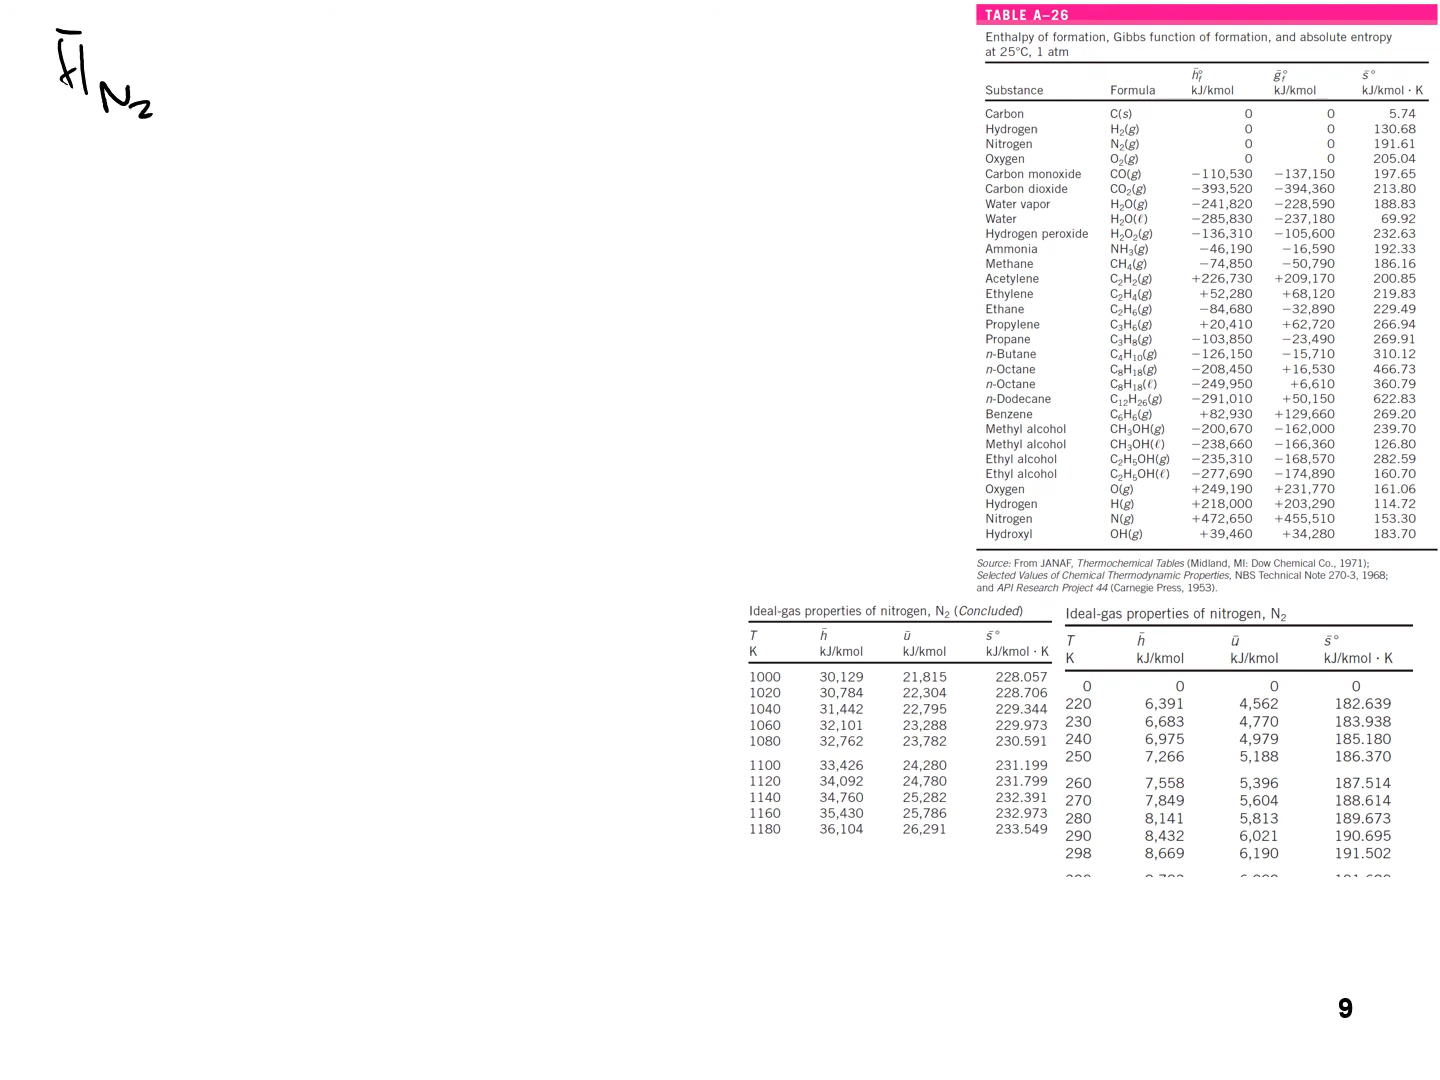 H̄ N₂
TABLE A–26
Enthalpy of formation, Gibbs function of formation, and absolute entropy
at 25°C, 1 atm
h̄f° ḡf° s̄°
Substance Formula kJ/kmol kJ/kmol kJ/kmol · K
Carbon C(s) 0 0 5.74
Hydrogen H₂(g) 0 0 130.68
Nitrogen N₂(g) 0 0 191.61
Oxygen O₂(g) 0 0 205.04
Carbon monoxide CO(g) −110,530 −137,150 197.65
Carbon dioxide CO₂(g) −393,520 −394,360 213.80
Water vapor H₂O(g) −241,820 −228,590 188.83
Water H₂O(ℓ) −285,830 −237,180 69.92
Hydrogen peroxide H₂O₂(g) −136,310 −105,600 232.63
Ammonia NH₃(g) −46,190 −16,590 192.33
Methane CH₄(g) −74,850 −50,790 186.16
Acetylene C₂H₂(g) +226,730 +209,170 200.85
Ethylene C₂H₄(g) +52,280 +68,120 219.83
Ethane C₂H₆(g) −84,680 −32,890 229.49
Propylene C₃H₆(g) +20,410 +62,720 266.94
Propane C₃H₈(g) −103,850 −23,490 269.91
n-Butane C₄H₁₀(g) −126,150 −15,710 310.12
n-Octane C₈H₁₈(g) −208,450 +16,530 466.73
n-Octane C₈H₁₈(ℓ) −249,950 +6,610 360.79
n-Dodecane C₁₂H₂₆(g) −291,010 +50,150 622.83
Benzene C₆H₆(g) +82,930 +129,660 269.20
Methyl alcohol CH₃OH(g) −200,670 −162,000 239.70
Methyl alcohol CH₃OH(ℓ) −238,660 −166,360 126.80
Ethyl alcohol C₂H₅OH(g) −235,310 −168,570 282.59
Ethyl alcohol C₂H₅OH(ℓ) −277,690 −174,890 160.70
Oxygen O(g) +249,190 +231,770 161.06
Hydrogen H(g) +218,000 +203,290 114.72
Nitrogen N(g) +472,650 +455,510 153.30
Hydroxyl OH(g) +39,460 +34,280 183.70
Source: From JANAF, Thermochemical Tables (Midland, MI: Dow Chemical Co., 1971);
Selected Values of Chemical Thermodynamic Properties, NBS Technical Note 270-3, 1968;
and API Research Project 44 (Carnegie Press, 1953).
Ideal-gas properties of nitrogen, N₂ (Concluded)
T h̄ ū s̄°
K kJ/kmol kJ/kmol kJ/kmol · K
1000 30,129 21,815 228.057
1020 30,784 22,304 228.706
1040 31,442 22,795 229.344
1060 32,101 23,288 229.973
1080 32,762 23,782 230.591
1100 33,426 24,280 231.199
1120 34,092 24,780 231.799
1140 34,760 25,282 232.391
1160 35,430 25,786 232.973
1180 36,104 26,291 233.549
Ideal-gas properties of nitrogen, N₂
T h̄ ū s̄°
K kJ/kmol kJ/kmol kJ/kmol · K
0 0 0 0
220 6,391 4,562 182.639
230 6,683 4,770 183.938
240 6,975 4,979 185.180
250 7,266 5,188 186.370
260 7,558 5,396 187.514
270 7,849 5,604 188.614
280 8,141 5,813 189.673
290 8,432 6,021 190.695
298 8,669 6,190 191.502
9